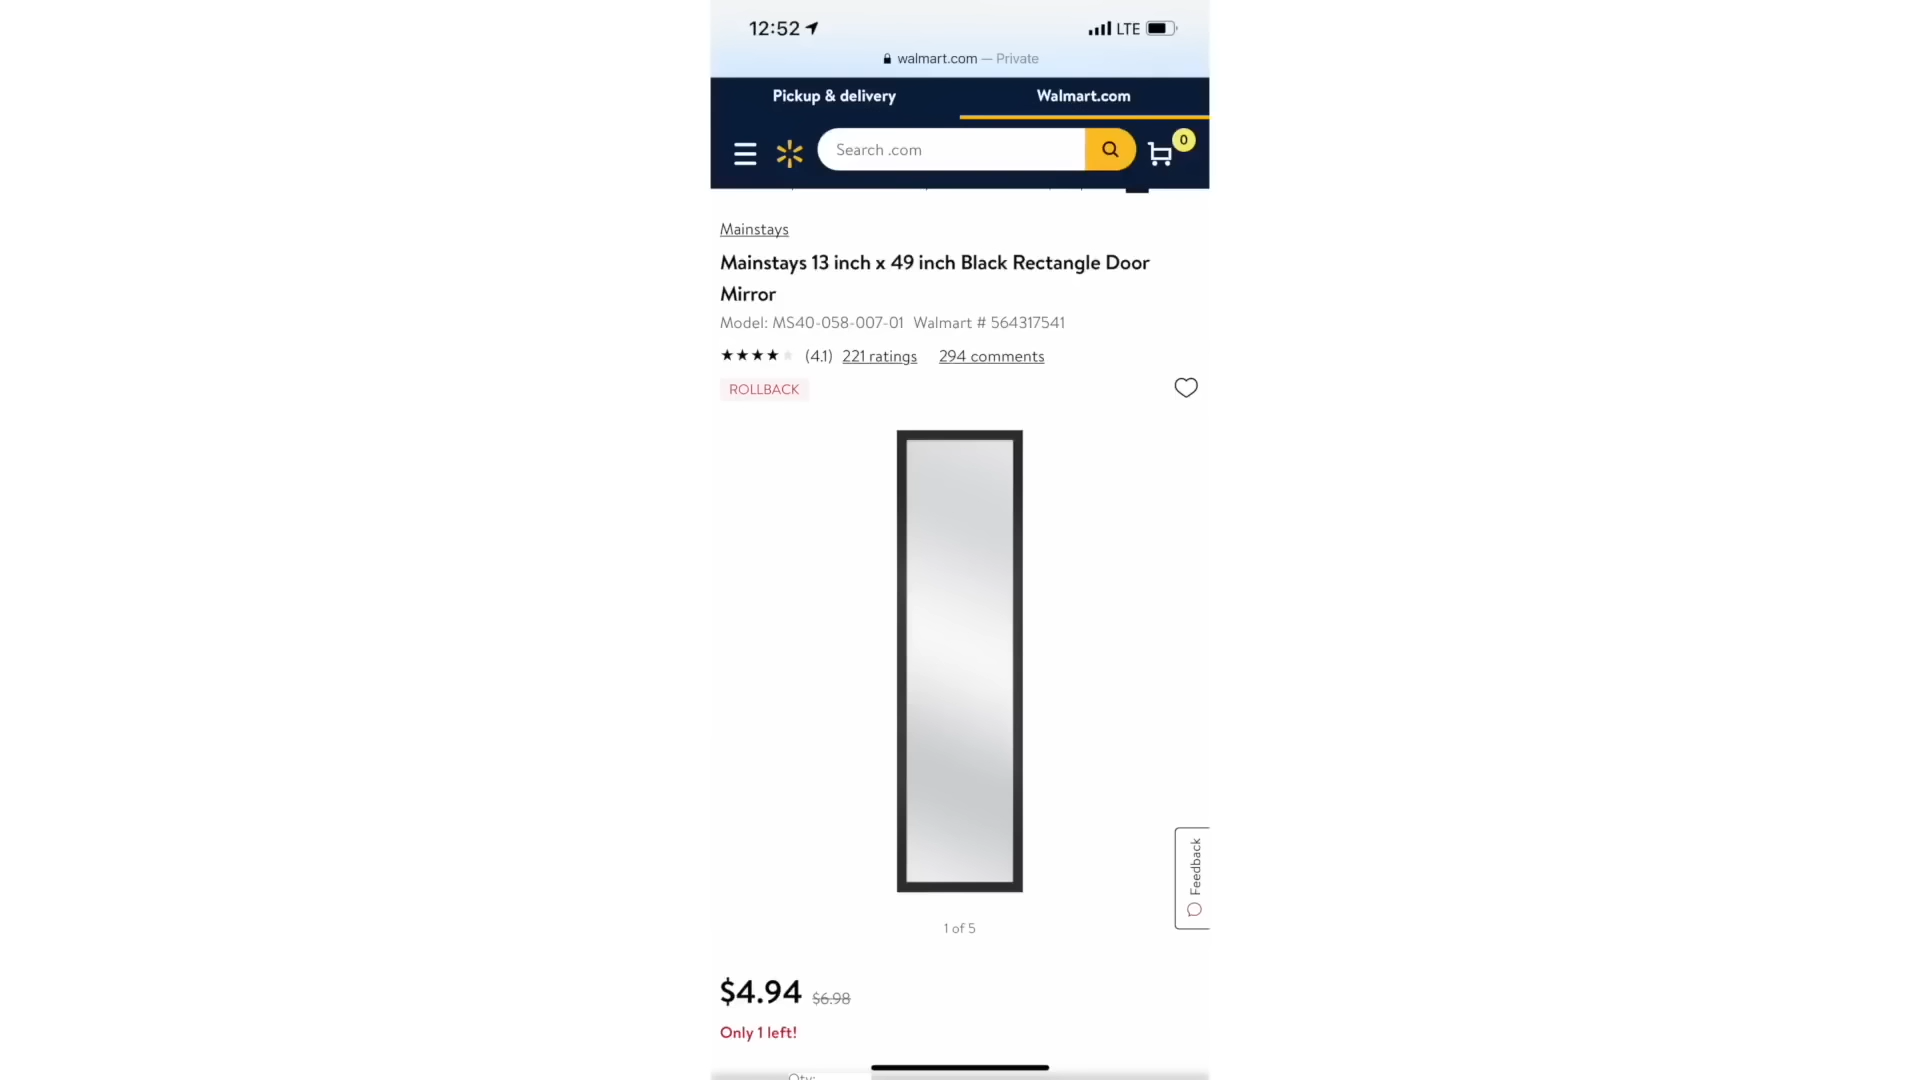 12:52 LTE
walmart.com — Private
Pickup & delivery Walmart.com
Search .com 0
Mainstays
Mainstays 13 inch x 49 inch Black Rectangle Door
Mirror
Model: MS40-058-007-01 Walmart # 564317541
(4.1) 221 ratings 294 comments
ROLLBACK
Feedback
1 of 5
$4.94 $6.98
Only 1 left!
Qty: